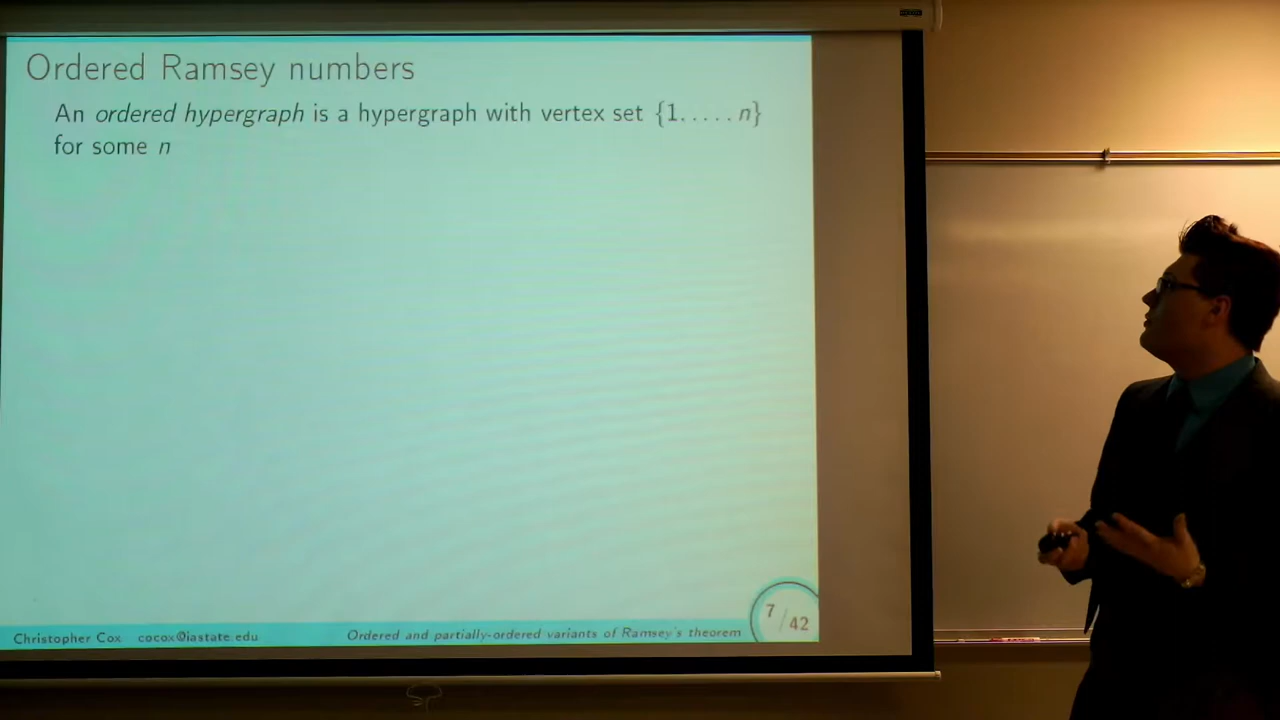 Ordered Ramsey numbers
An ordered hypergraph is a hypergraph with vertex set {1, . . . , n}
for some n
7/42
Christopher Cox cocox@iastate.edu Ordered and partially-ordered variants of Ramsey's theorem